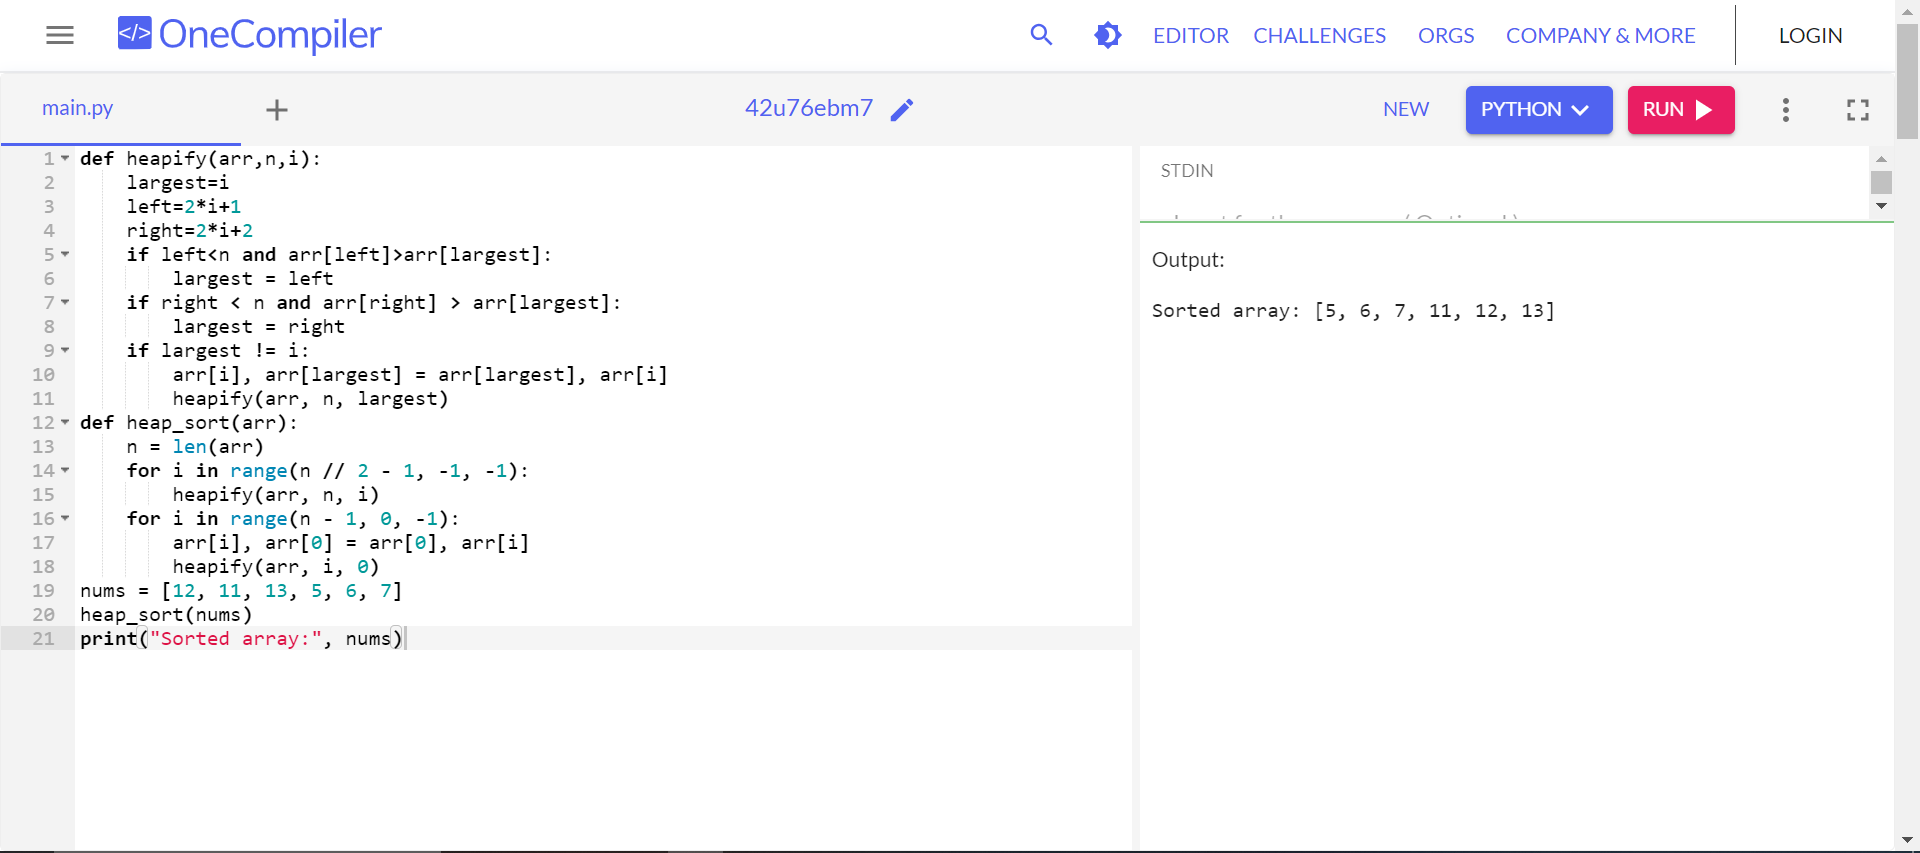 </> OneCompiler
EDITOR CHALLENGES ORGS COMPANY & MORE LOGIN
main.py + 42u76ebm7 NEW PYTHON RUN
1 def heapify(arr,n,i):
2     largest=i
3     left=2*i+1
4     right=2*i+2
5     if left<n and arr[left]>arr[largest]:
6         largest = left
7     if right < n and arr[right] > arr[largest]:
8         largest = right
9     if largest != i:
10         arr[i], arr[largest] = arr[largest], arr[i]
11         heapify(arr, n, largest)
12 def heap_sort(arr):
13     n = len(arr)
14     for i in range(n // 2 - 1, -1, -1):
15         heapify(arr, n, i)
16     for i in range(n - 1, 0, -1):
17         arr[i], arr[0] = arr[0], arr[i]
18         heapify(arr, i, 0)
19 nums = [12, 11, 13, 5, 6, 7]
20 heap_sort(nums)
21 print("Sorted array:", nums)
STDIN
Output:
Sorted array: [5, 6, 7, 11, 12, 13]